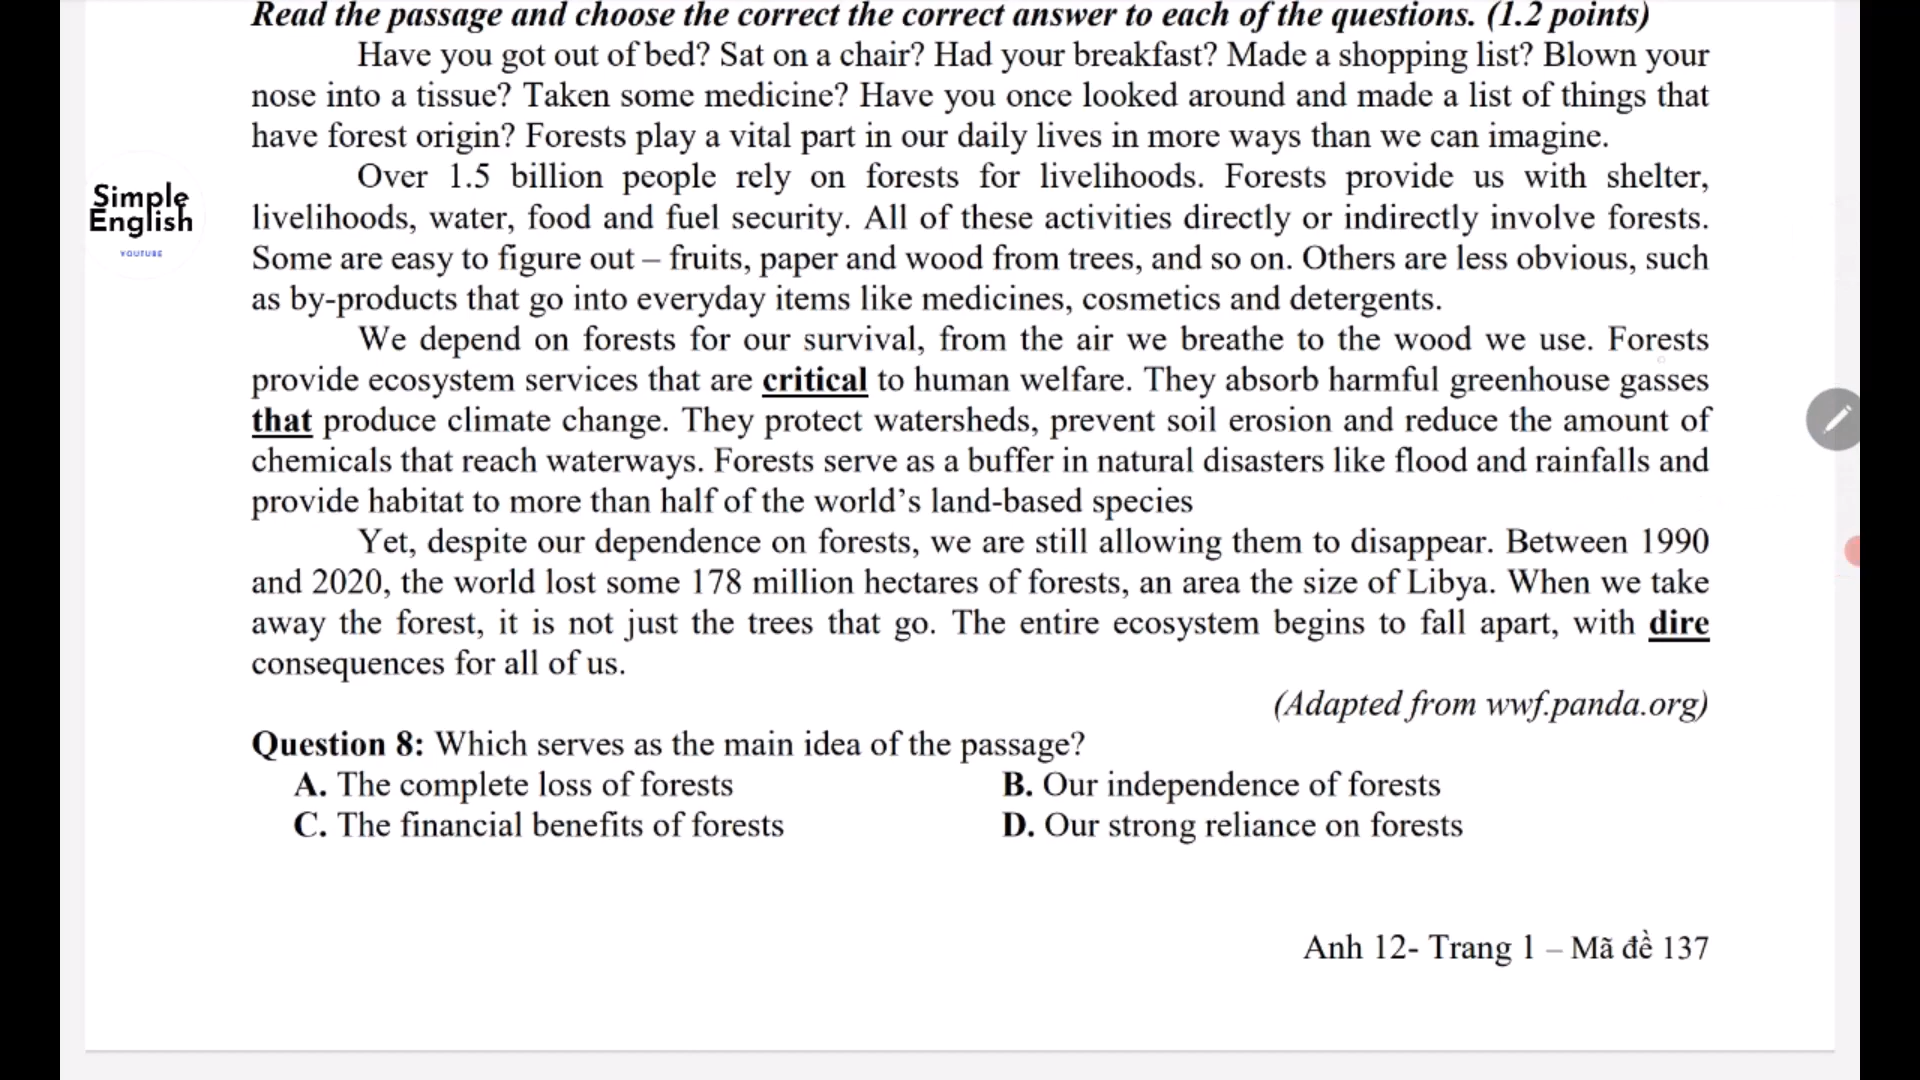 Read the passage and choose the correct the correct answer to each of the questions. (1.2 points)
Have you got out of bed? Sat on a chair? Had your breakfast? Made a shopping list? Blown your
nose into a tissue? Taken some medicine? Have you once looked around and made a list of things that
have forest origin? Forests play a vital part in our daily lives in more ways than we can imagine.
Over 1.5 billion people rely on forests for livelihoods. Forests provide us with shelter,
livelihoods, water, food and fuel security. All of these activities directly or indirectly involve forests.
Some are easy to figure out – fruits, paper and wood from trees, and so on. Others are less obvious, such
as by-products that go into everyday items like medicines, cosmetics and detergents.
We depend on forests for our survival, from the air we breathe to the wood we use. Forests
provide ecosystem services that are critical to human welfare. They absorb harmful greenhouse gasses
that produce climate change. They protect watersheds, prevent soil erosion and reduce the amount of
chemicals that reach waterways. Forests serve as a buffer in natural disasters like flood and rainfalls and
provide habitat to more than half of the world's land-based species
Yet, despite our dependence on forests, we are still allowing them to disappear. Between 1990
and 2020, the world lost some 178 million hectares of forests, an area the size of Libya. When we take
away the forest, it is not just the trees that go. The entire ecosystem begins to fall apart, with dire
consequences for all of us.
(Adapted from wwf.panda.org)
Question 8: Which serves as the main idea of the passage?
A. The complete loss of forests B. Our independence of forests
C. The financial benefits of forests D. Our strong reliance on forests
Anh 12- Trang 1 – Mã đề 137
Simple
English
YOUTUBE